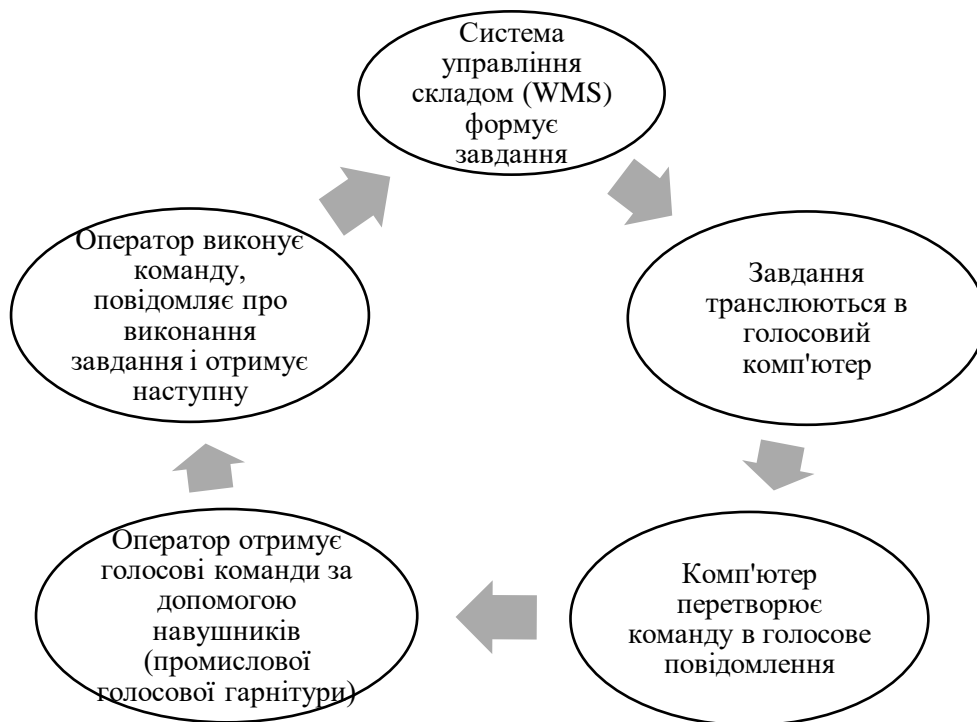 Система
управління
складом (WMS)
формує
завдання
Завдання
транслюються в
голосовий
комп'ютер
Комп'ютер
перетворює
команду в голосове
повідомлення
Оператор отримує
голосові команди за
допомогою
навушників
(промислової
голосової гарнітури)
Оператор виконує
команду,
повідомляє про
виконання
завдання і отримує
наступну